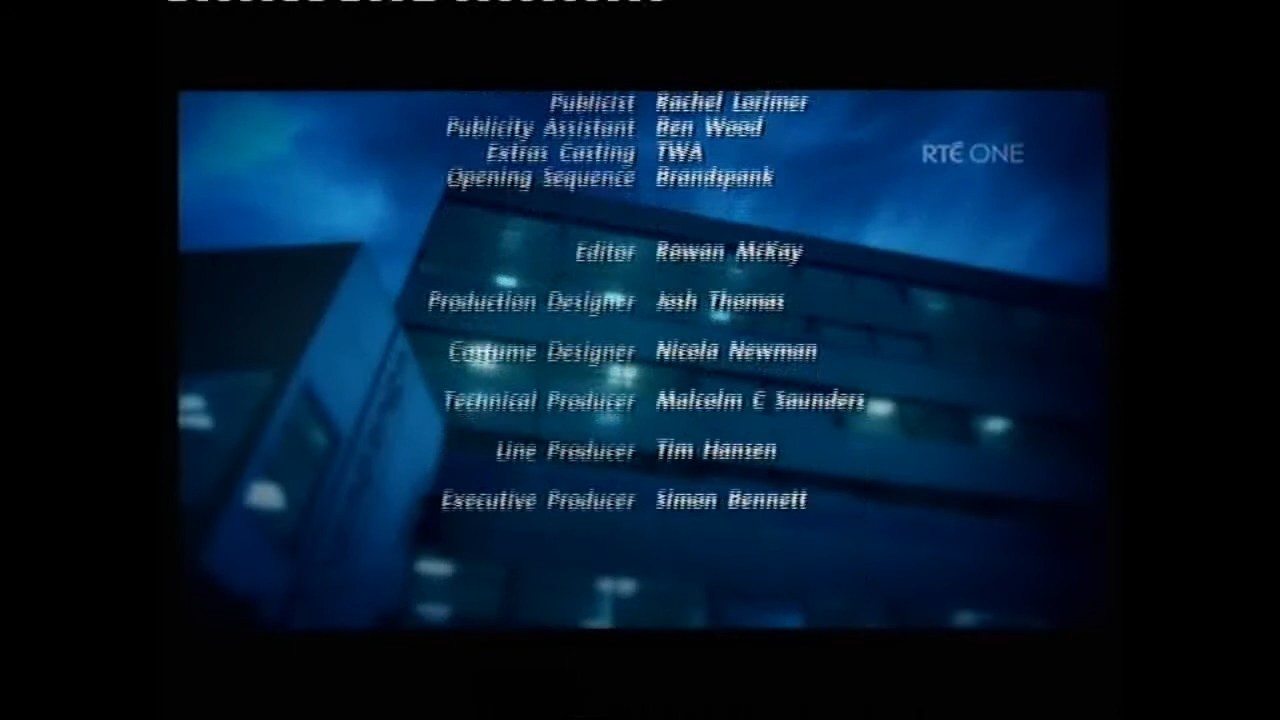 Publicist Rachel Lorimer
Publicity Assistant Ben Weed
Extras Casting TWA
RTÉ ONE
Opening Sequence Brandspank
Editor Rowan McKay
Production Designer Josh Thomas
Costume Designer Nicola Newman
Technical Producer Malcolm C Saunders
Line Producer Tim Hansen
Executive Producer Simon Bennett